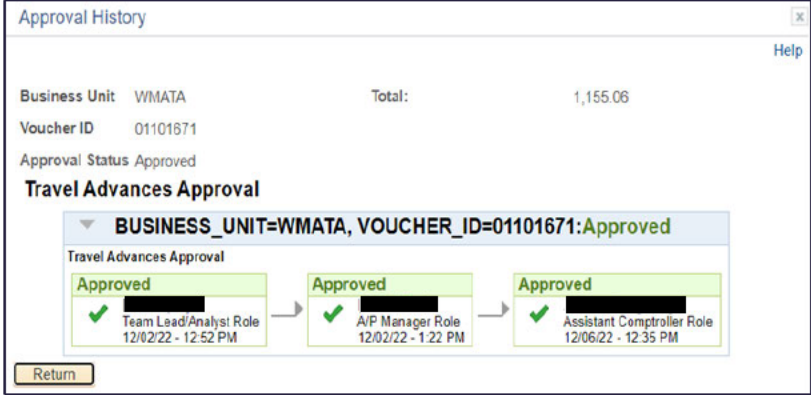 Approval History x
Help
Business Unit WMATA Total: 1,155.06
Voucher ID 01101671
Approval Status Approved
Travel Advances Approval
BUSINESS_UNIT=WMATA, VOUCHER_ID=01101671:Approved
Travel Advances Approval
Approved Approved Approved
Team Lead/Analyst Role A/P Manager Role Assistant Comptroller Role
12/02/22 - 12:52 PM 12/02/22 - 1:22 PM 12/06/22 - 12:35 PM
Return